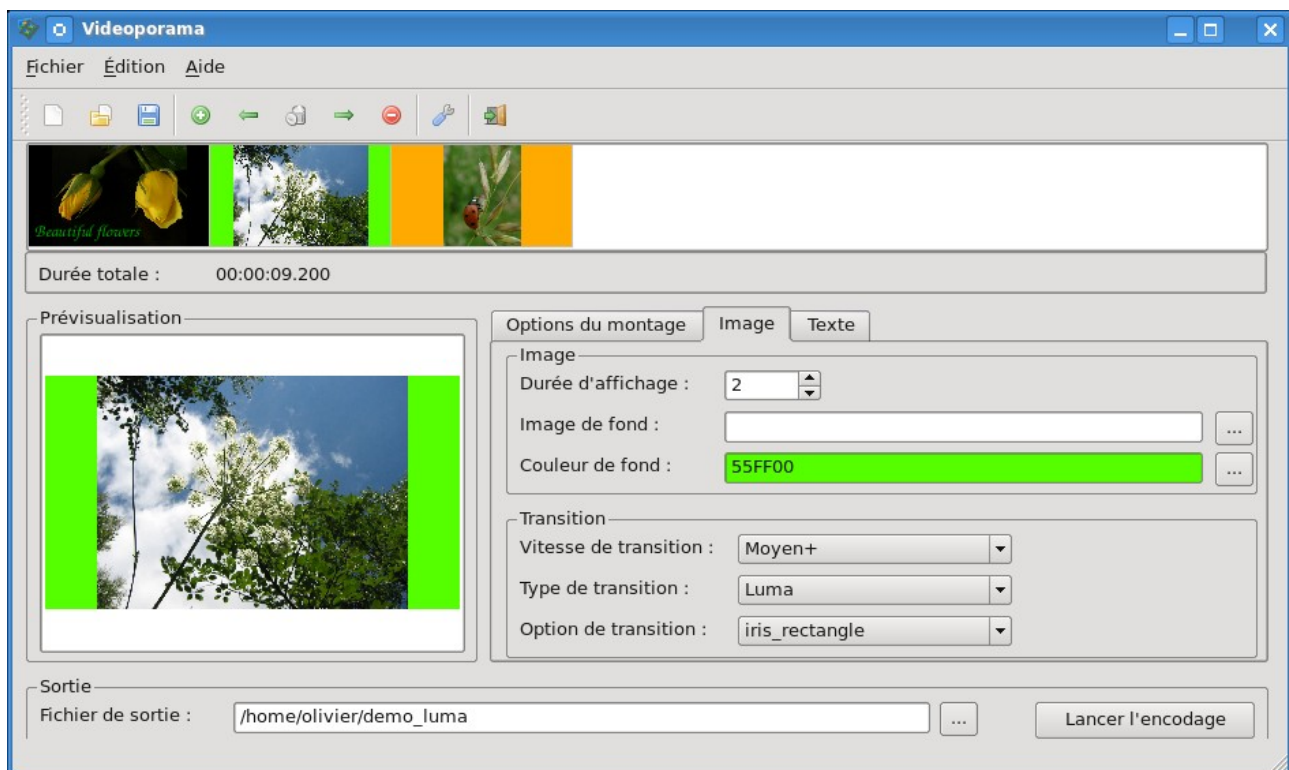 Videoporama
Fichier Édition Aide
Beautiful flowers
Durée totale : 00:00:09.200
Prévisualisation
Options du montage Image Texte
Image
Durée d'affichage : 2
Image de fond : ...
Couleur de fond : 55FF00 ...
Transition
Vitesse de transition : Moyen+
Type de transition : Luma
Option de transition : iris_rectangle
Sortie
Fichier de sortie : /home/olivier/demo_luma ... Lancer l'encodage